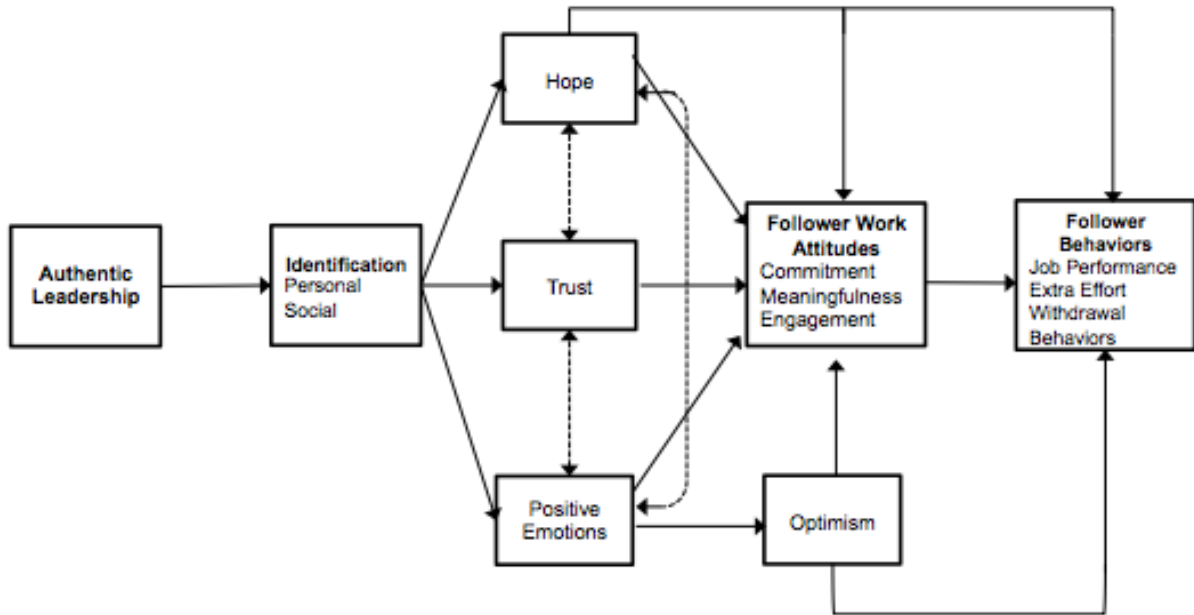 Hope
Authentic
Leadership
Identification
Personal
Social
Trust
Follower Work
Attitudes
Commitment
Meaningfulness
Engagement
Follower
Behaviors
Job Performance
Extra Effort
Withdrawal
Behaviors
Positive
Emotions
Optimism